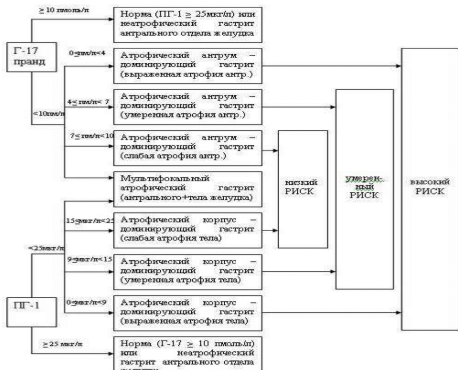 ≥ 10 пмоль/л
Норма (ПГ-1 ≥ 25мкг/л) или
неатрофический гастрит
антрального отдела желудка
Г-17
пранд
0≤пм/л<4
Атрофический антрум –
доминирующий гастрит
(выраженная атрофия антр.)
<10пм/л
4≤ пм/л< 7
Атрофический антрум –
доминирующий гастрит
(умеренная атрофия антр.)
7≤ пм/л<10
Атрофический антрум –
доминирующий гастрит
(слабая атрофия антр.)
Мультифокальный
атрофический гастрит
(антрального+тела желудка)
низкий
РИСК
умерен-
ный
РИСК
высокий
РИСК
<25мкг/л
15≤мкг/л<25
Атрофический корпус –
доминирующий гастрит
(слабая атрофия тела)
9≤мкг/л<15
Атрофический корпус –
доминирующий гастрит
(умеренная атрофия тела)
ПГ-1
0≤мкг/л<9
Атрофический корпус –
доминирующий гастрит
(выраженная атрофия тела)
≥ 25 мкг/л
Норма (Г-17 ≥ 10 пмоль/л)
или неатрофический
гастрит антрального отдела